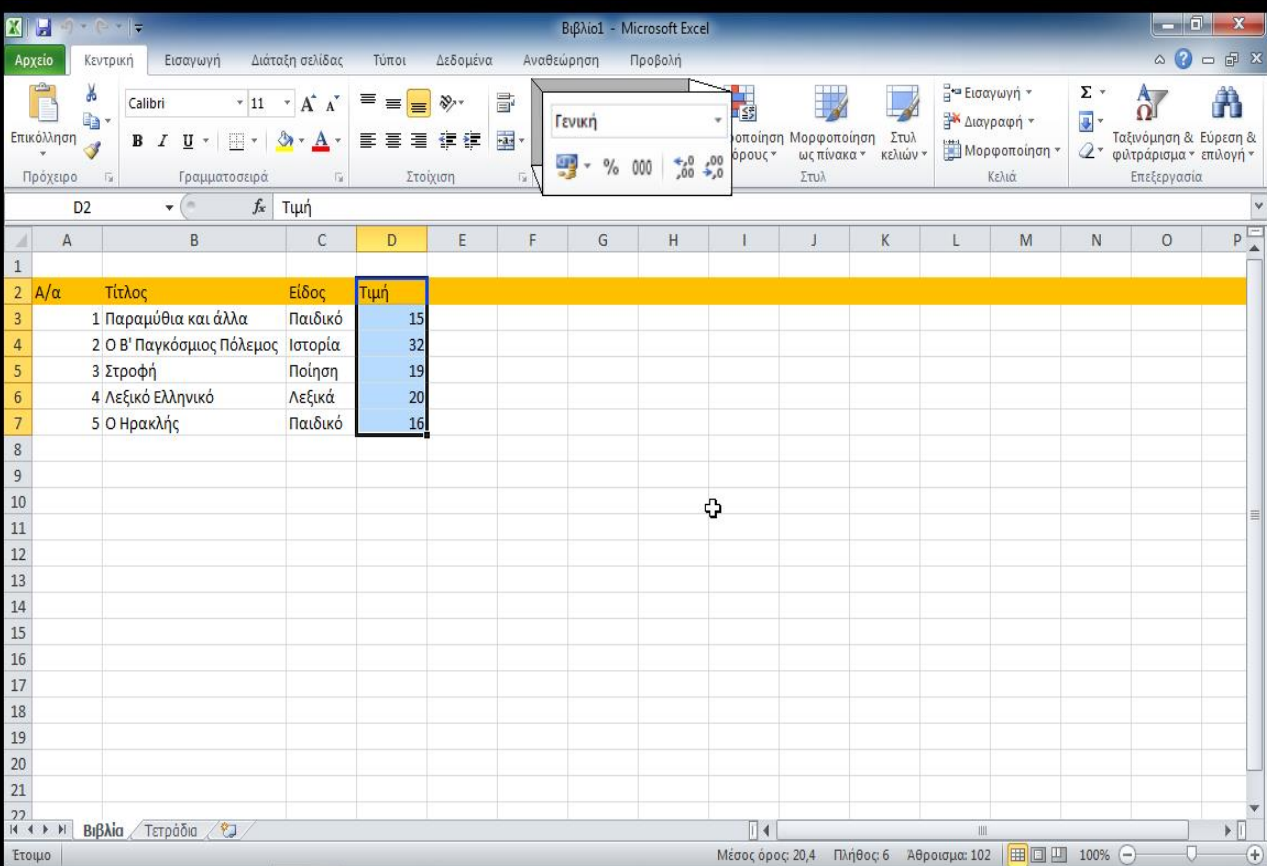 Βιβλίο1 - Microsoft Excel
Αρχείο Κεντρική Εισαγωγή Διάταξη σελίδας Τύποι Δεδομένα Αναθεώρηση Προβολή
Επικόλληση
Πρόχειρο
Calibri 11
B I U A
Γραμματοσειρά
Στοίχιση
Γενική
% 000
Μορφοποίηση ως πίνακα
Στυλ κελιών
Στυλ
Εισαγωγή
Διαγραφή
Μορφοποίηση
Κελιά
Σ
Ταξινόμηση & φιλτράρισμα
Εύρεση & επιλογή
Επεξεργασία
D2 fx Τιμή
A B C D E F G H I J K L M N O P
1
2 Α/α Τίτλος Είδος Τιμή
3 1 Παραμύθια και άλλα Παιδικό 15
4 2 Ο Β' Παγκόσμιος Πόλεμος Ιστορία 32
5 3 Στροφή Ποίηση 19
6 4 Λεξικό Ελληνικό Λεξικά 20
7 5 Ο Ηρακλής Παιδικό 16
8
9
10
11
12
13
14
15
16
17
18
19
20
21
22
Βιβλία Τετράδια
Έτοιμο Μέσος όρος: 20,4 Πλήθος: 6 Άθροισμα: 102 100%